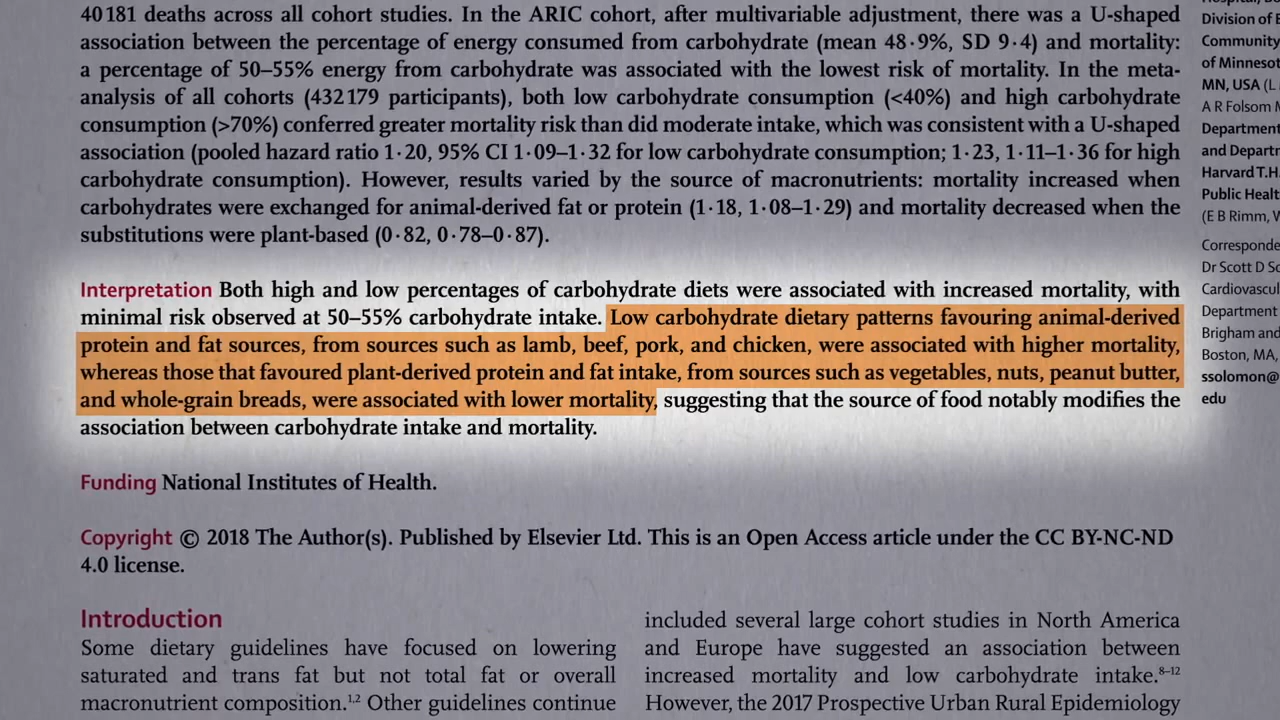 40 181 deaths across all cohort studies. In the ARIC cohort, after multivariable adjustment, there was a U-shaped
association between the percentage of energy consumed from carbohydrate (mean 48·9%, SD 9·4) and mortality:
a percentage of 50–55% energy from carbohydrate was associated with the lowest risk of mortality. In the meta-
analysis of all cohorts (432 179 participants), both low carbohydrate consumption (<40%) and high carbohydrate
consumption (>70%) conferred greater mortality risk than did moderate intake, which was consistent with a U-shaped
association (pooled hazard ratio 1·20, 95% CI 1·09–1·32 for low carbohydrate consumption; 1·23, 1·11–1·36 for high
carbohydrate consumption). However, results varied by the source of macronutrients: mortality increased when
carbohydrates were exchanged for animal-derived fat or protein (1·18, 1·08–1·29) and mortality decreased when the
substitutions were plant-based (0·82, 0·78–0·87).
Interpretation Both high and low percentages of carbohydrate diets were associated with increased mortality, with
minimal risk observed at 50–55% carbohydrate intake. Low carbohydrate dietary patterns favouring animal-derived
protein and fat sources, from sources such as lamb, beef, pork, and chicken, were associated with higher mortality,
whereas those that favoured plant-derived protein and fat intake, from sources such as vegetables, nuts, peanut butter,
and whole-grain breads, were associated with lower mortality, suggesting that the source of food notably modifies the
association between carbohydrate intake and mortality.
Funding National Institutes of Health.
Copyright © 2018 The Author(s). Published by Elsevier Ltd. This is an Open Access article under the CC BY-NC-ND
4.0 license.
Introduction
Some dietary guidelines have focused on lowering
saturated and trans fat but not total fat or overall
macronutrient composition.1,2 Other guidelines continue
included several large cohort studies in North America
and Europe have suggested an association between
increased mortality and low carbohydrate intake.8–12
However, the 2017 Prospective Urban Rural Epidemiology
Division of
Community
of Minnesot
MN, USA (L
A R Folsom
Department
and Departm
Harvard T.H.
Public Healt
(E B Rimm,
Corresponde
Dr Scott D So
Cardiovascul
Department
Brigham and
Boston, MA,
ssolomon@
edu